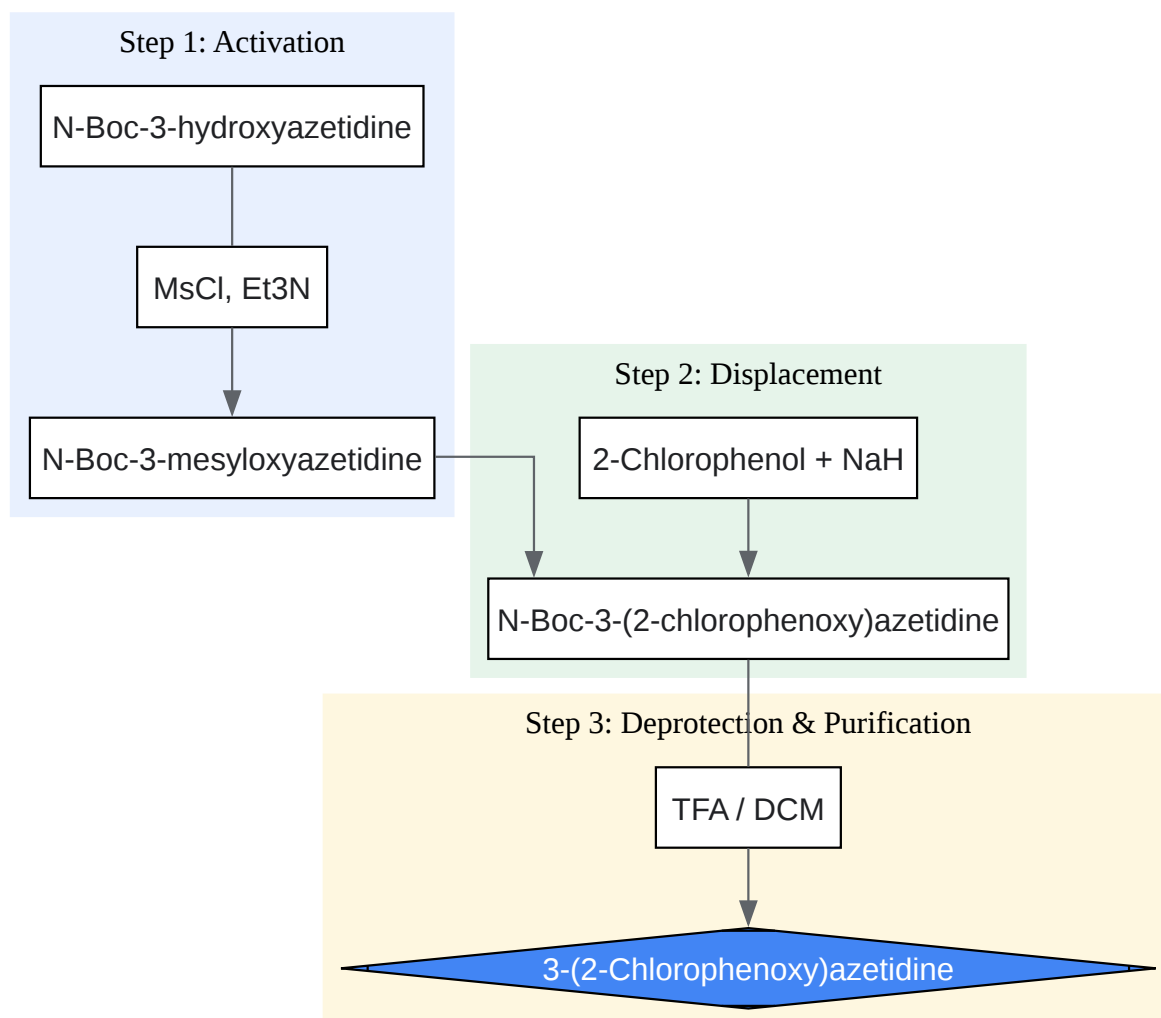 Step 1: Activation
N-Boc-3-hydroxyazetidine
MsCl, Et3N
N-Boc-3-mesyloxyazetidine
Step 2: Displacement
2-Chlorophenol + NaH
N-Boc-3-(2-chlorophenoxy)azetidine
Step 3: Deprotection & Purification
TFA / DCM
3-(2-Chlorophenoxy)azetidine